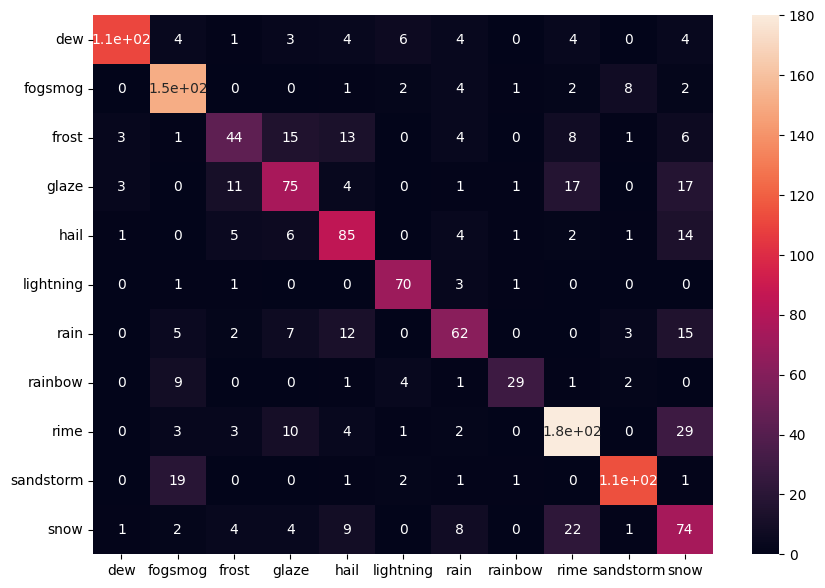 dew 1.1e+02 4 1 3 4 6 4 0 4 0 4
fogsmog 0 1.5e+02 0 0 1 2 4 1 2 8 2
frost 3 1 44 15 13 0 4 0 8 1 6
glaze 3 0 11 75 4 0 1 1 17 0 17
hail 1 0 5 6 85 0 4 1 2 1 14
lightning 0 1 1 0 0 70 3 1 0 0 0
rain 0 5 2 7 12 0 62 0 0 3 15
rainbow 0 9 0 0 1 4 1 29 1 2 0
rime 0 3 3 10 4 1 2 0 1.8e+02 0 29
sandstorm 0 19 0 0 1 2 1 1 0 1.1e+02 1
snow 1 2 4 4 9 0 8 0 22 1 74
dew fogsmog frost glaze hail lightning rain rainbow rime sandstorm snow
180
160
140
120
100
80
60
40
20
0